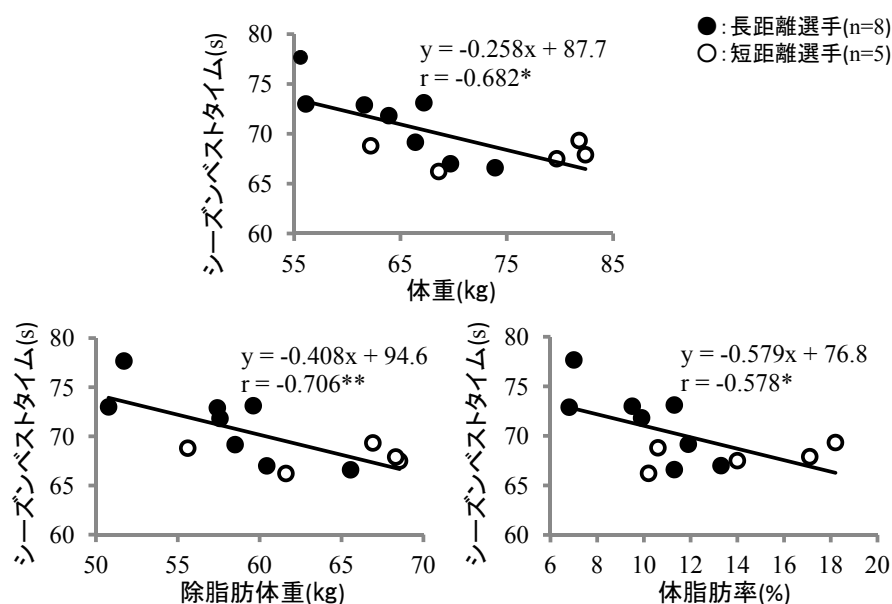 ●:長距離選手(n=8)
○:短距離選手(n=5)
シーズンベストタイム(s)
80
75
70
65
60
y = -0.258x + 87.7
r = -0.682*
55 65 75 85
体重(kg)
シーズンベストタイム(s)
80
75
70
65
60
y = -0.408x + 94.6
r = -0.706**
50 55 60 65 70
除脂肪体重(kg)
シーズンベストタイム(s)
80
75
70
65
60
y = -0.579x + 76.8
r = -0.578*
6 8 10 12 14 16 18 20
体脂肪率(%)